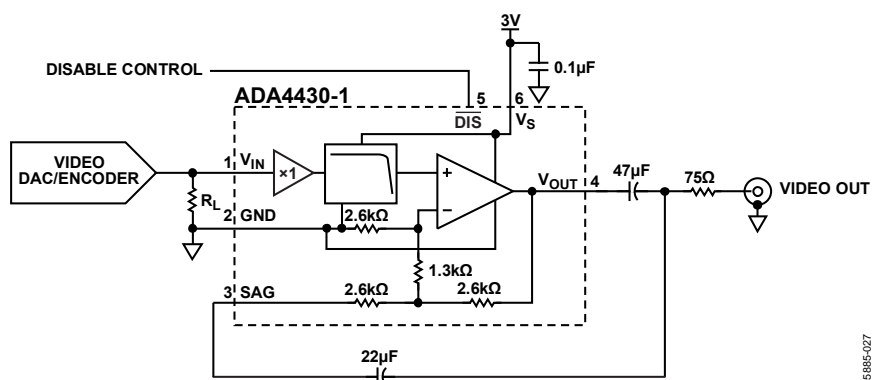 3V
DISABLE CONTROL
0.1µF
ADA4430-1
5
6
DIS
VS
VIDEO
DAC/ENCODER
1
VIN
×1
+
–
VOUT
4
47µF
75Ω
VIDEO OUT
RL
2
GND
2.6kΩ
1.3kΩ
3
SAG
2.6kΩ
2.6kΩ
22µF
5885-027